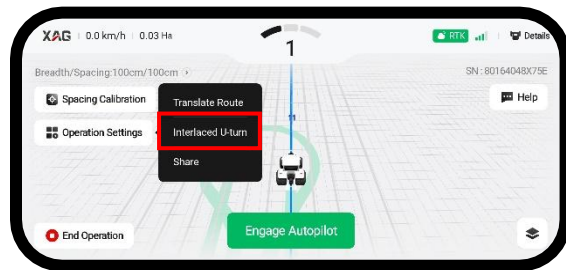 XAG 0.0 km/h 0.03 Ha
1
RTK Details
Breadth/Spacing:100cm/100cm
SN:80164048X75E
Spacing Calibration
Help
Operation Settings
Translate Route
Interlaced U-turn
Share
11
End Operation
Engage Autopilot